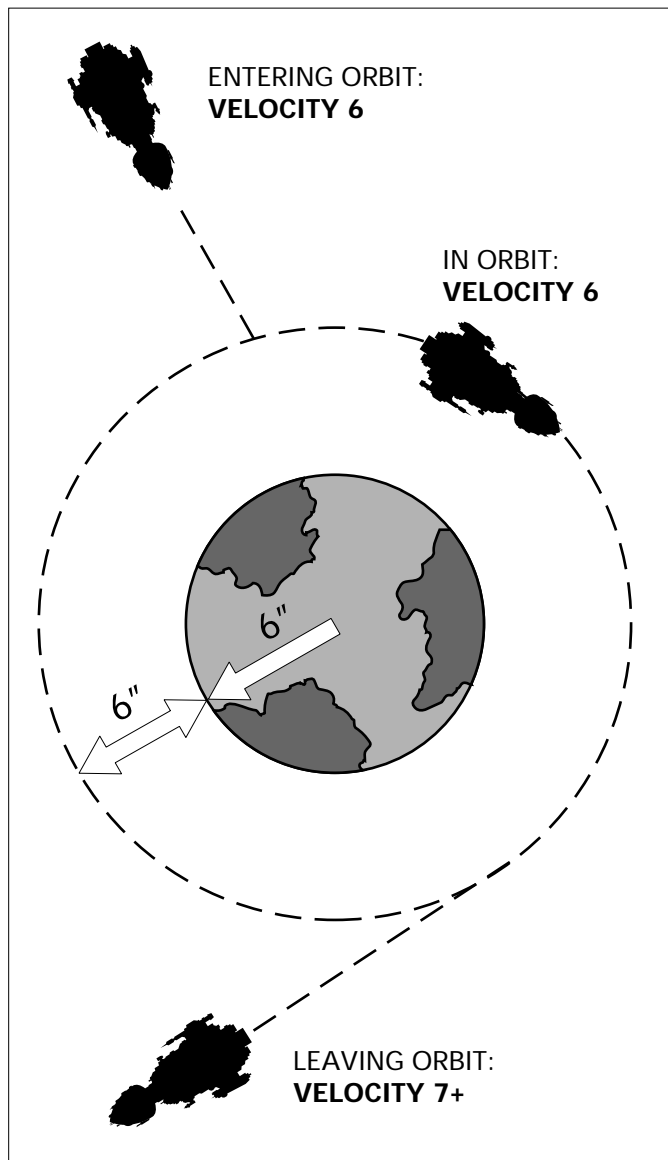 ENTERING ORBIT:
VELOCITY 6
IN ORBIT:
VELOCITY 6
6"
6"
LEAVING ORBIT:
VELOCITY 7+